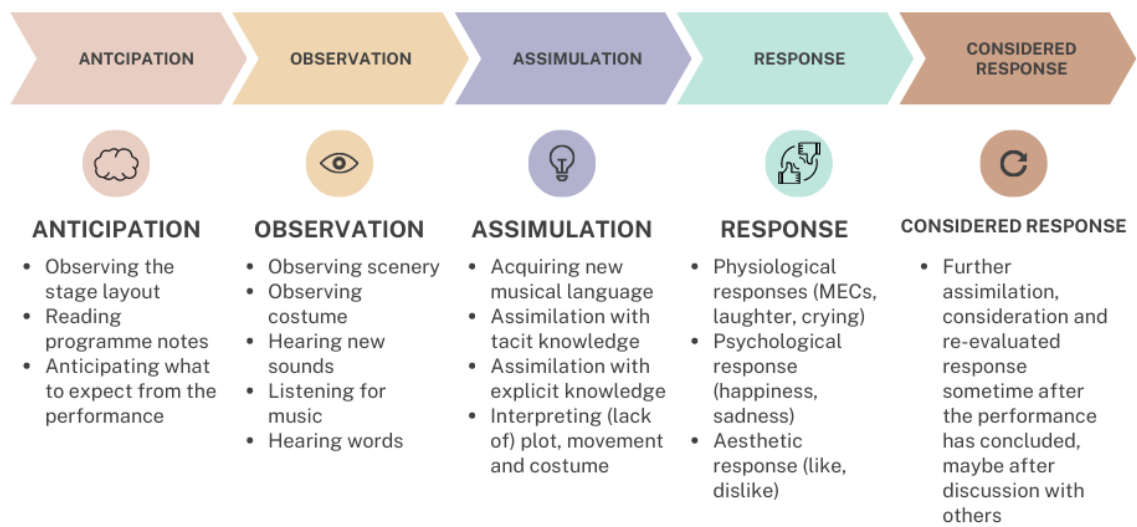 ANTCIPATION
OBSERVATION
ASSIMULATION
RESPONSE
CONSIDERED
RESPONSE
ANTICIPATION
• Observing the
stage layout
• Reading
programme notes
• Anticipating what
to expect from the
performance
OBSERVATION
• Observing scenery
• Observing
costume
• Hearing new
sounds
• Listening for
music
• Hearing words
ASSIMULATION
• Acquiring new
musical language
• Assimilation with
tacit knowledge
• Assimilation with
explicit knowledge
• Interpreting (lack
of) plot, movement
and costume
RESPONSE
• Physiological
responses (MECs,
laughter, crying)
• Psychological
response
(happiness,
sadness)
• Aesthetic
response (like,
dislike)
CONSIDERED RESPONSE
• Further
assimilation,
consideration and
re-evaluated
response
sometime after
the performance
has concluded,
maybe after
discussion with
others